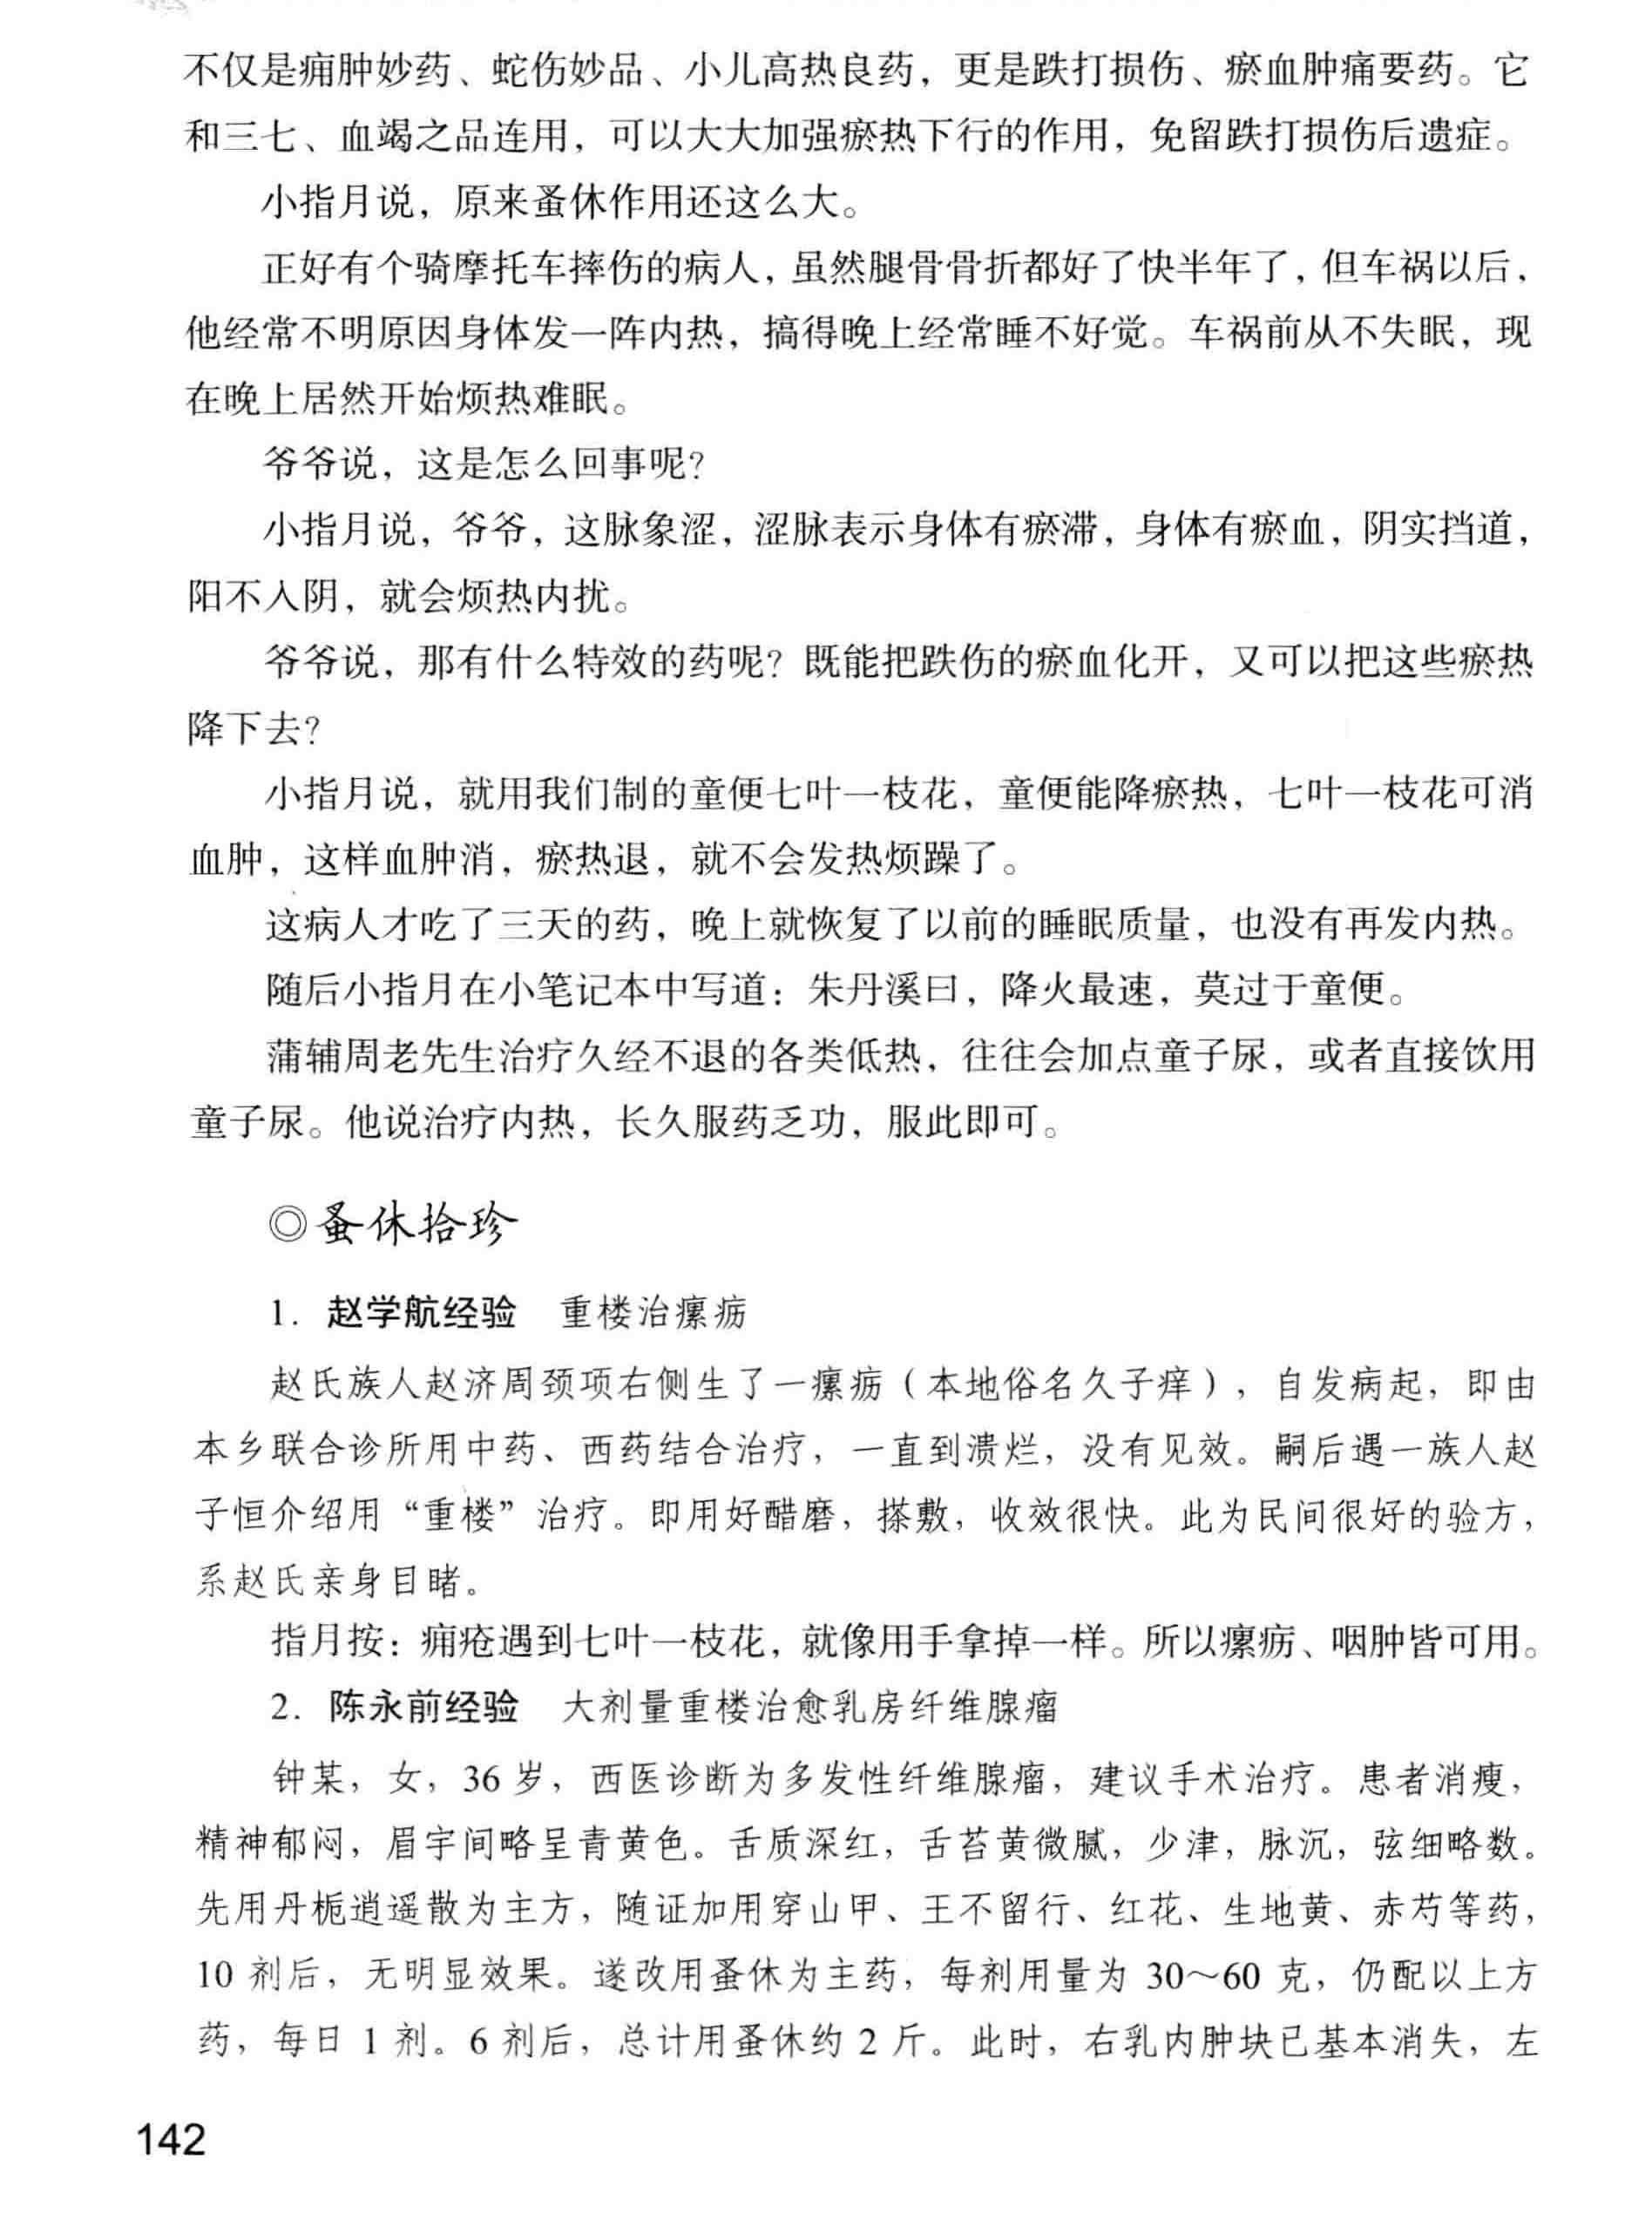 不仅是痈肿妙药、蛇伤妙品、小儿高热良药，更是跌打损伤、瘀血肿痛要药。它
和三七、血竭之品连用，可以大大加强瘀热下行的作用，免留跌打损伤后遗症。
小指月说，原来蚤休作用还这么大。
正好有个骑摩托车摔伤的病人，虽然腿骨骨折都好了快半年了，但车祸以后，
他经常不明原因身体发一阵内热，搞得晚上经常睡不好觉。车祸前从不失眠，现
在晚上居然开始烦热难眠。
爷爷说，这是怎么回事呢？
小指月说，爷爷，这脉象涩，涩脉表示身体有瘀滞，身体有瘀血，阴实挡道，
阳不入阴，就会烦热内扰。
爷爷说，那有什么特效的药呢？既能把跌伤的瘀血化开，又可以把这些瘀热
降下去？
小指月说，就用我们制的童便七叶一枝花，童便能降瘀热，七叶一枝花可消
血肿，这样血肿消，瘀热退，就不会发热烦躁了。
这病人才吃了三天的药，晚上就恢复了以前的睡眠质量，也没有再发内热。
随后小指月在小笔记本中写道：朱丹溪曰，降火最速，莫过于童便。
蒲辅周老先生治疗久经不退的各类低热，往往会加点童子尿，或者直接饮用
童子尿。他说治疗内热，长久服药乏功，服此即可。
◎蚤休拾珍
1．赵学航经验　重楼治瘰疬
赵氏族人赵济周颈项右侧生了一瘰疬（本地俗名久子痒），自发病起，即由
本乡联合诊所用中药、西药结合治疗，一直到溃烂，没有见效。嗣后遇一族人赵
子恒介绍用“重楼”治疗。即用好醋磨，搽敷，收效很快。此为民间很好的验方，
系赵氏亲身目睹。
指月按：痈疮遇到七叶一枝花，就像用手拿掉一样。所以瘰疬、咽肿皆可用。
2．陈永前经验　大剂量重楼治愈乳房纤维腺瘤
钟某，女，36 岁，西医诊断为多发性纤维腺瘤，建议手术治疗。患者消瘦，
精神郁闷，眉宇间略呈青黄色。舌质深红，舌苔黄微腻，少津，脉沉，弦细略数。
先用丹栀逍遥散为主方，随证加用穿山甲、王不留行、红花、生地黄、赤芍等药，
10 剂后，无明显效果。遂改用蚤休为主药，每剂用量为 30～60 克，仍配以上方
药，每日 1 剂。6 剂后，总计用蚤休约 2 斤。此时，右乳内肿块已基本消失，左
142